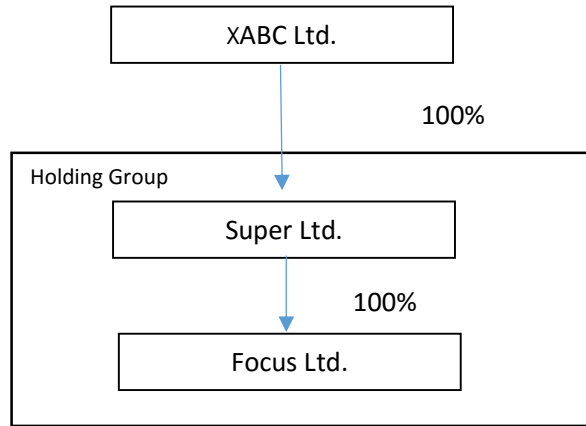 XABC Ltd.
100%
Holding Group
Super Ltd.
100%
Focus Ltd.